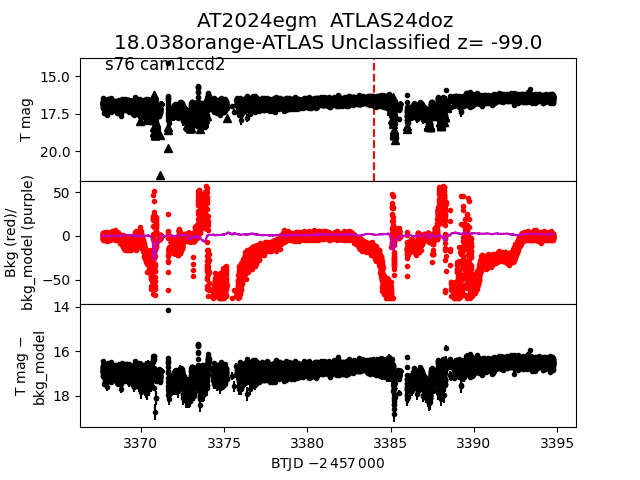 AT2024egm ATLAS24doz
18.038orange-ATLAS Unclassified z= -99.0
s76 cam1ccd2
15.0
17.5
20.0
T mag
50
0
−50
Bkg (red)/
bkg_model (purple)
14
16
18
T mag −
bkg_model
3370 3375 3380 3385 3390 3395
BTJD −2 457 000